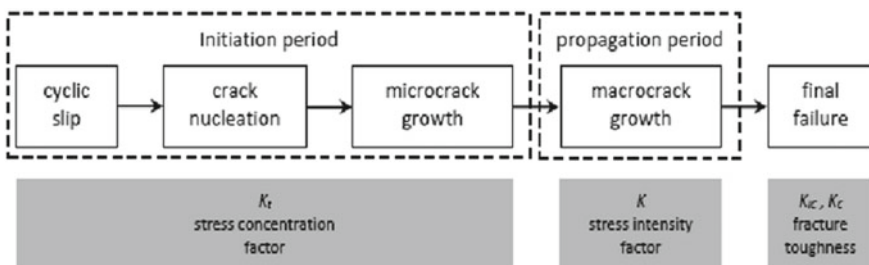 Initiation period
propagation period
cyclic
slip
crack
nucleation
microcrack
growth
macrocrack
growth
final
failure
Kt
stress concentration
factor
K
stress intensity
factor
KIc , Kc
fracture
toughness